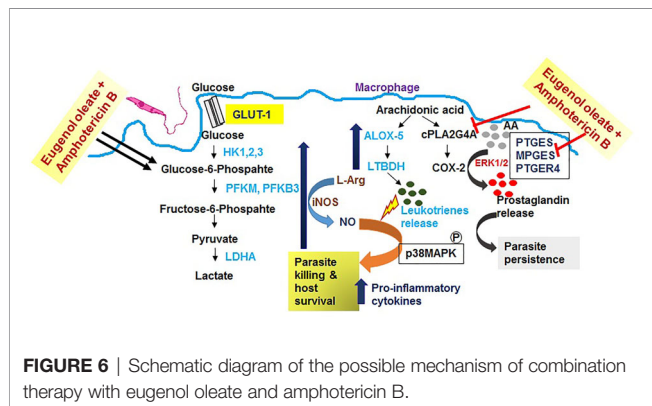 Eugenol oleate +
Amphotericin B
Glucose
GLUT-1
Glucose
HK1,2,3
Glucose-6-Phospahte
PFKM, PFKB3
Fructose-6-Phospahte
Pyruvate
LDHA
Lactate
Macrophage
Arachidonic acid
ALOX-5
cPLA2G4A
LTBDH
COX-2
L-Arg
iNOS
NO
Leukotrienes
release
P
p38MAPK
Parasite
killing &
host
survival
Pro-inflammatory
cytokines
Eugenol oleate +
Amphotericin B
AA
PTGES
MPGES
PTGER4
ERK1/2
Prostaglandin
release
Parasite
persistence
FIGURE 6 | Schematic diagram of the possible mechanism of combination
therapy with eugenol oleate and amphotericin B.